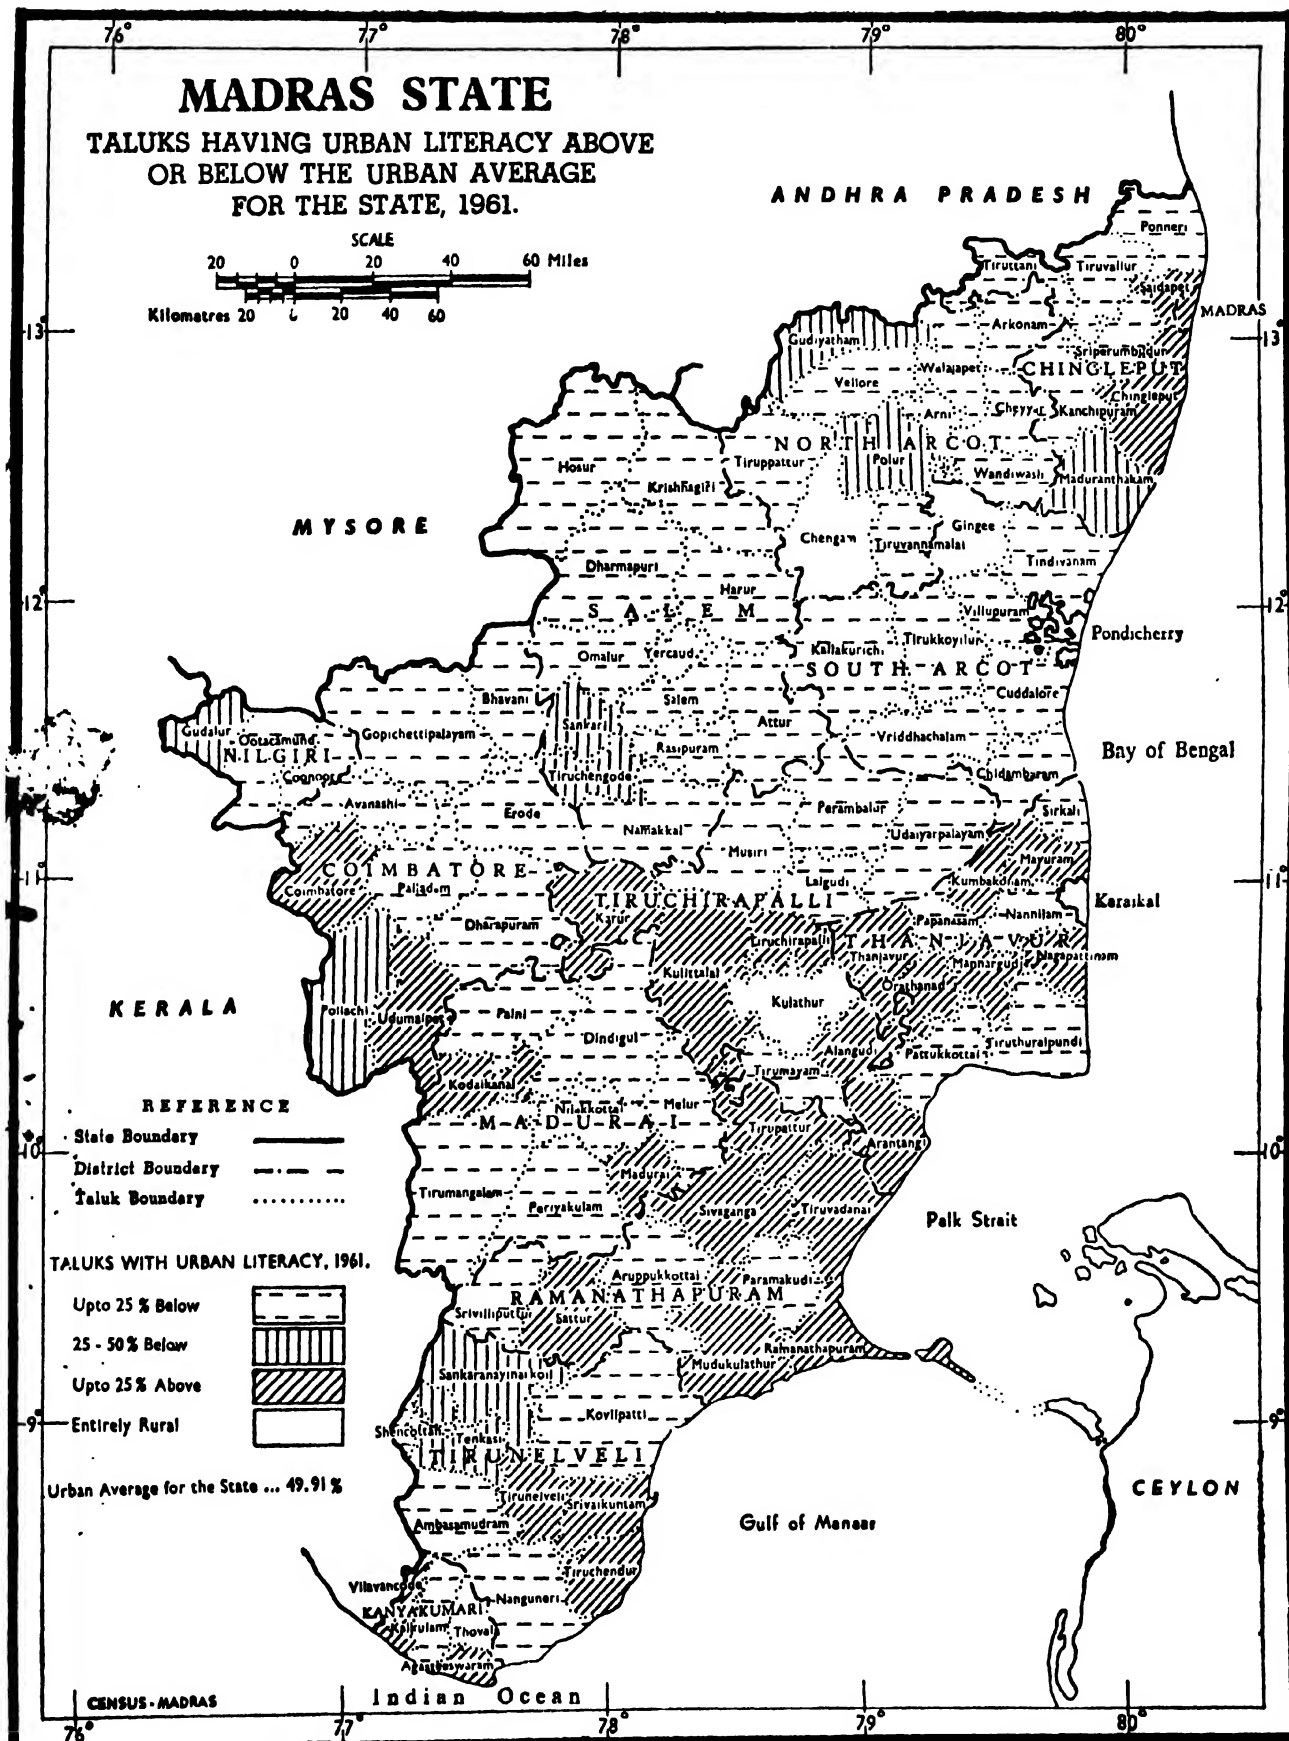 76° 77° 78° 79° 80°
MADRAS STATE
TALUKS HAVING URBAN LITERACY ABOVE
OR BELOW THE URBAN AVERAGE
FOR THE STATE, 1961.
SCALE
20 0 20 40 60 Miles
Kilometres 20 0 20 40 60
ANDHRA PRADESH
Ponneri
Tiruttani Tiruvallur
Saidapet
MADRAS
13° 13°
Arkonam
Gudiyatham
Sriperumbudur
Walajapet CHINGLEPUT
Vellore
Chingleput
Arni Cheyyar Kanchipuram
NORTH ARCOT
Hosur Tiruppattur Polur
Wandiwash Maduranthakam
Krishnagiri
MYSORE
Gingee
Chengam Tiruvannamalai
Tindivanam
Dharmapuri
Harur
12° 12°
SALEM
Villupuram
Pondicherry
Tirukkoyilur
Omalur Yercaud Kallakurichi
SOUTH ARCOT
Cuddalore
Bhavani Salem
Sankari Attur
Gudalur Ootacamund Gopichettipalayam Vriddhachalam
Rasipuram
NILGIRI
Bay of Bengal
Coonoor Tiruchengode Chidambaram
Avanashi Erode Perambalur Sirkali
Namakkal Udaiyarpalayam
Musiri Mayuram
11° 11°
COIMBATORE
Coimbatore Palladam Lalgudi Kumbakonam
TIRUCHIRAPALLI Karaikal
Karur Papanasam Nannilam
Dharapuram
Tiruchirapalli THANJAVUR
Thanjavur Mannargudi Nagapattinam
Kulittalai Orathanad
KERALA
Pollachi Udumalpet Palni Kulathur
Dindigul
Alangudi Pattukkottai Tiruthuraipundi
Tirumayam
Kodaikanal
REFERENCE
Nilakkottai Melur
MADURAI
Tirupattur
State Boundary
Arantangi
10° 10°
District Boundary
Madurai
Taluk Boundary
Tirumangalam Periyakulam Sivaganga Tiruvadanai
Palk Strait
TALUKS WITH URBAN LITERACY, 1961.
Aruppukkottai Paramakudi
Upto 25% Below
RAMANATHAPURAM
Srivilliputtur Sattur
25-50% Below
Ramanathapuram
Mudukulathur
Sankaranayinarkoil
Upto 25% Above
Entirely Rural
Kovilpatti
9° 9°
Shencottah Tenkasi
TIRUNELVELI
Urban Average for the State ... 49.91%
CEYLON
Tirunelveli Srivaikuntam
Ambasamudram
Gulf of Manaar
Tiruchendur
Vilavancode
Nanguneri
KANYAKUMARI
Kalkulam Thovala
Agasteeswaram
CENSUS-MADRAS
Indian Ocean
76° 77° 78° 79° 80°